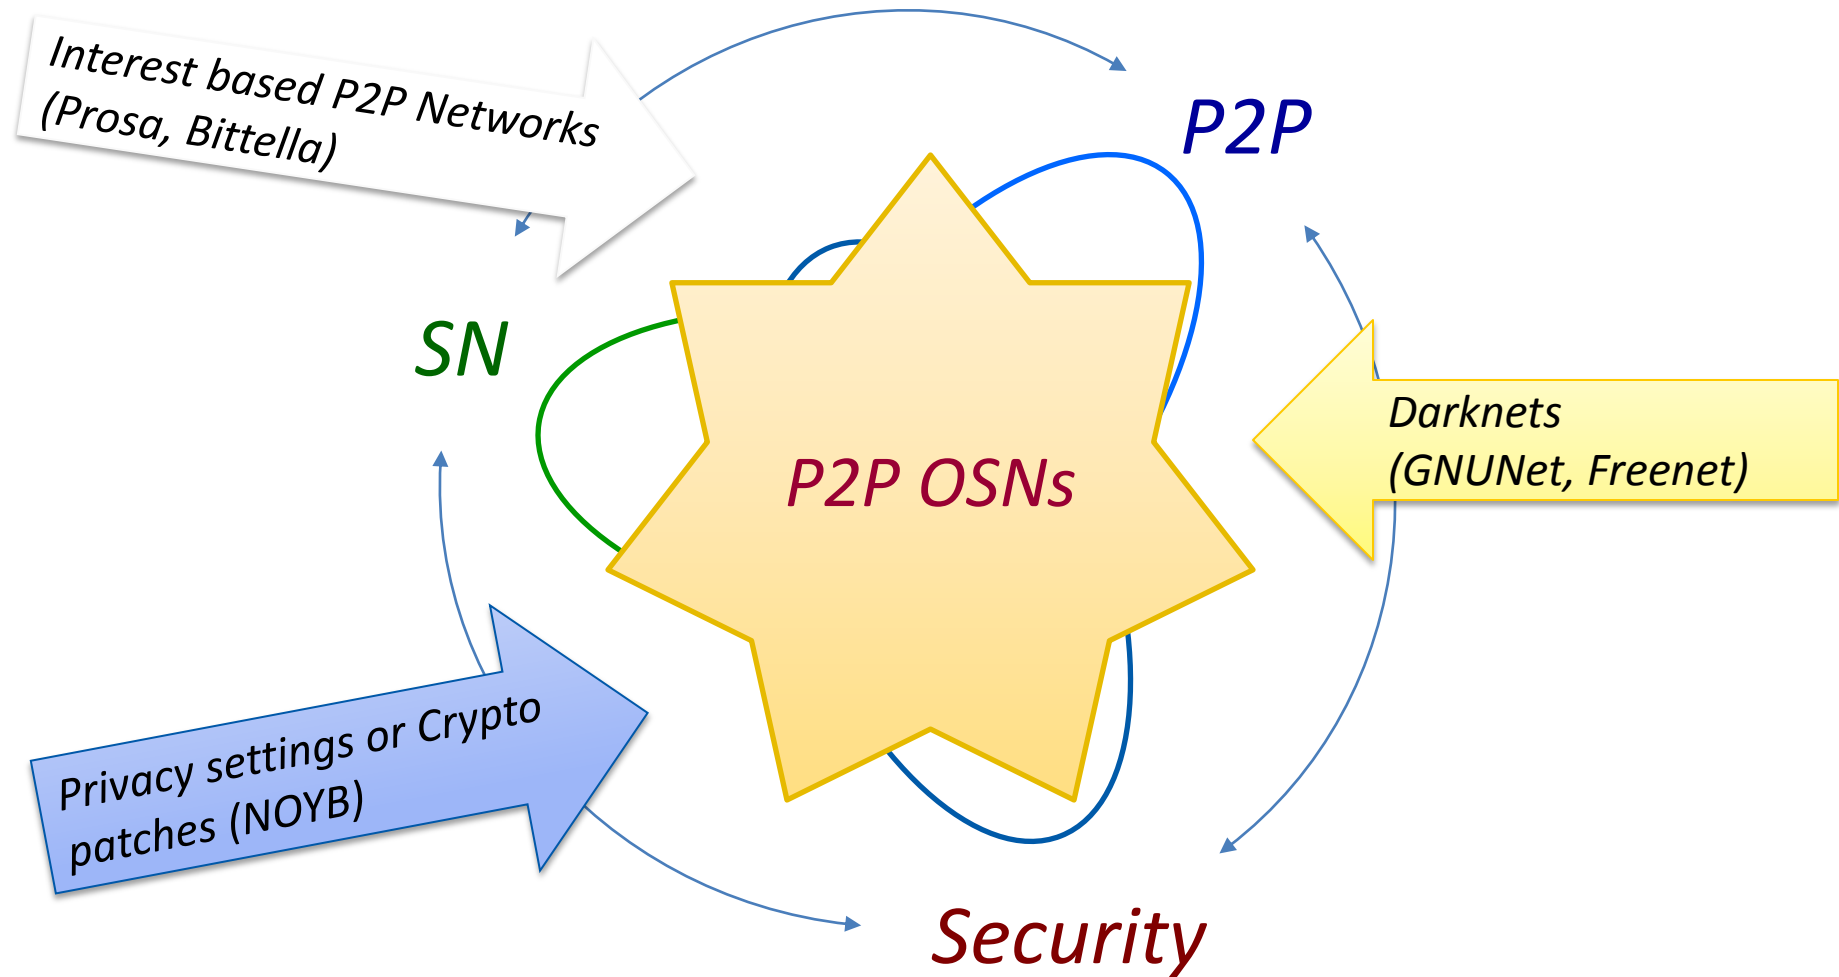 Interest based P2P Networks
(Prosa, Bittella)
P2P
SN
Darknets
(GNUNet, Freenet)
P2P OSNs
Privacy settings or Crypto
patches (NOYB)
Security